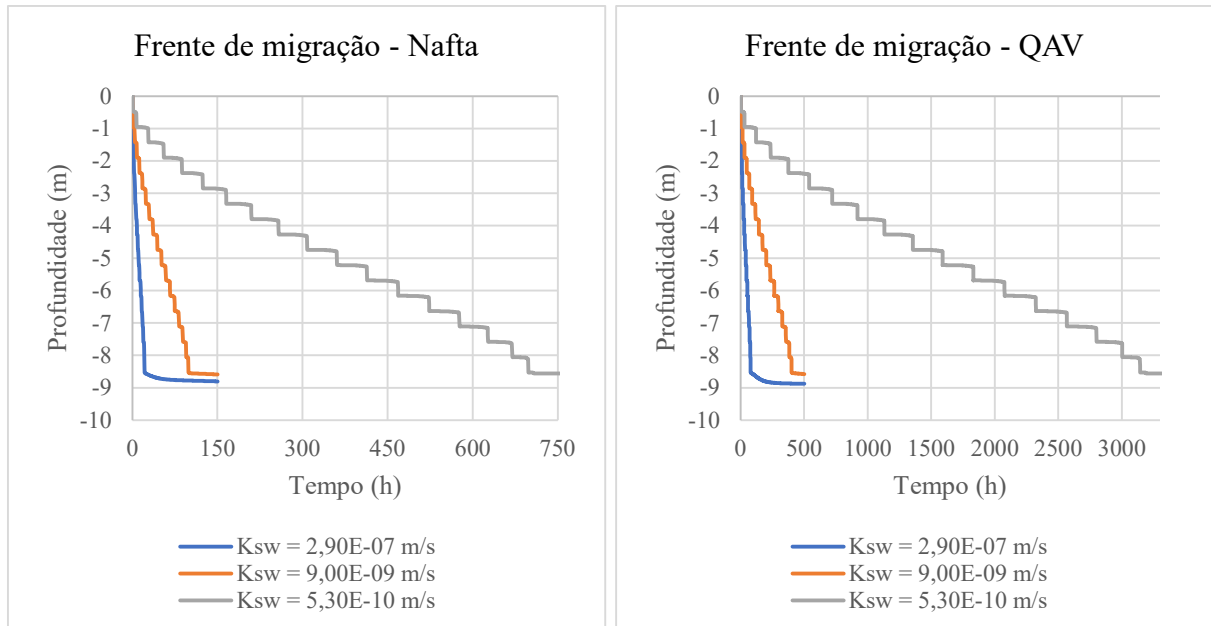 Frente de migração - Nafta
0
-1
-2
-3
-4
-5
-6
-7
-8
-9
-10
Profundidade (m)
0 150 300 450 600 750
Tempo (h)
Ksw = 2,90E-07 m/s
Ksw = 9,00E-09 m/s
Ksw = 5,30E-10 m/s
Frente de migração - QAV
0
-1
-2
-3
-4
-5
-6
-7
-8
-9
-10
Profundidade (m)
0 500 1000 1500 2000 2500 3000
Tempo (h)
Ksw = 2,90E-07 m/s
Ksw = 9,00E-09 m/s
Ksw = 5,30E-10 m/s